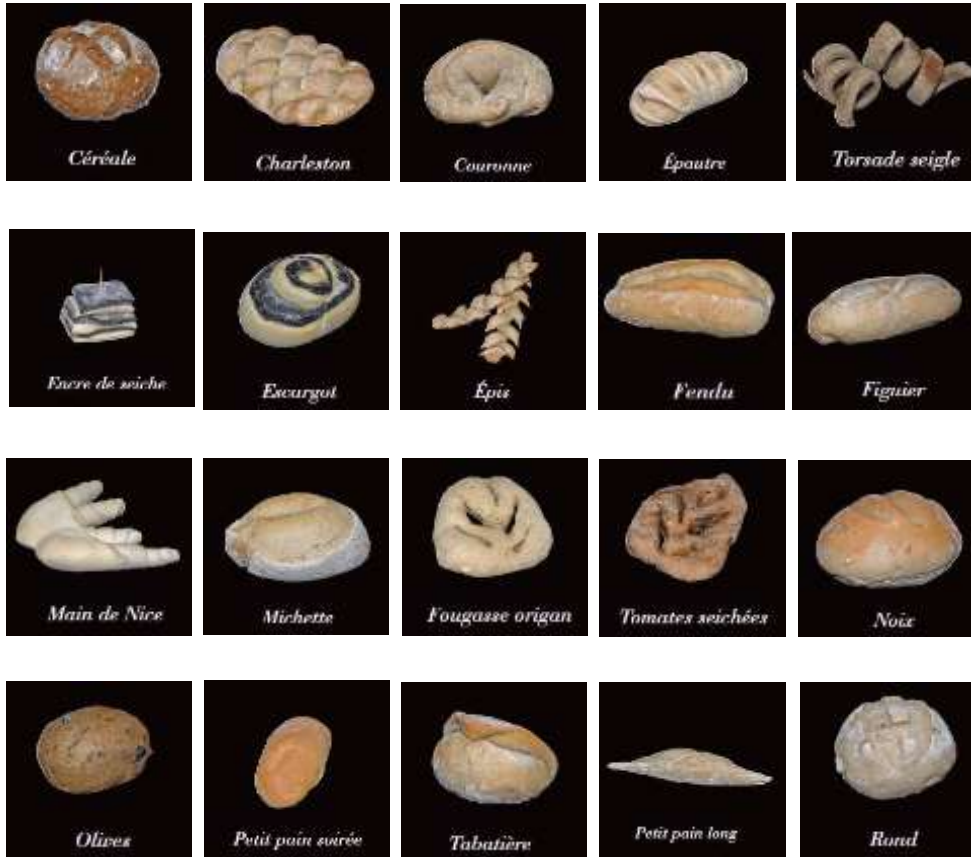 Céréale
Charleston
Couronne
Épautre
Torsade seigle
Encre de seiche
Escargot
Épis
Fendu
Figuier
Main de Nice
Michette
Fougasse origan
Tomates seichées
Noix
Olives
Petit pain soirée
Tabatière
Petit pain long
Rond